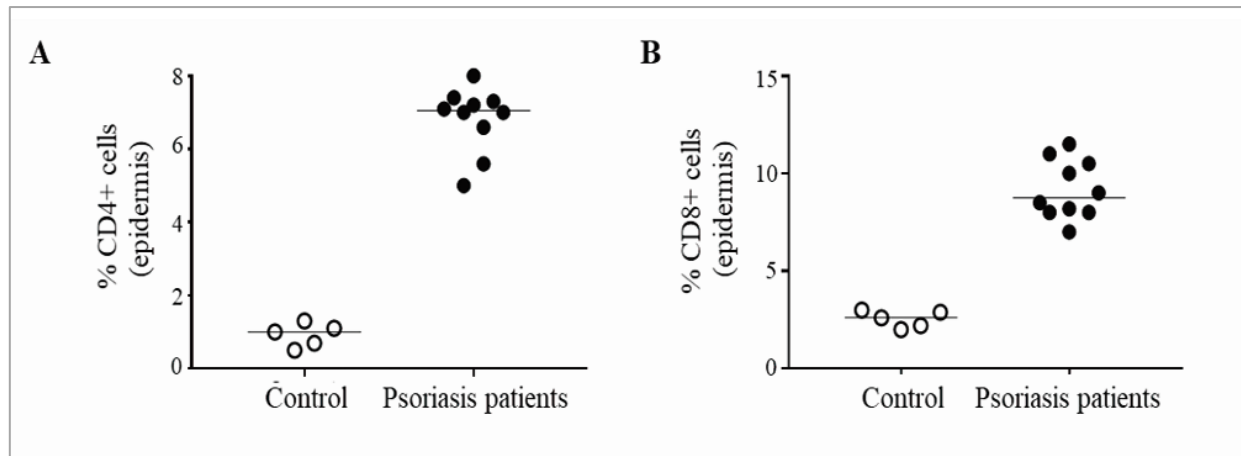 A
% CD4+ cells
(epidermis)
8
6
4
2
0
Control
Psoriasis patients
B
% CD8+ cells
(epidermis)
15
10
5
0
Control
Psoriasis patients